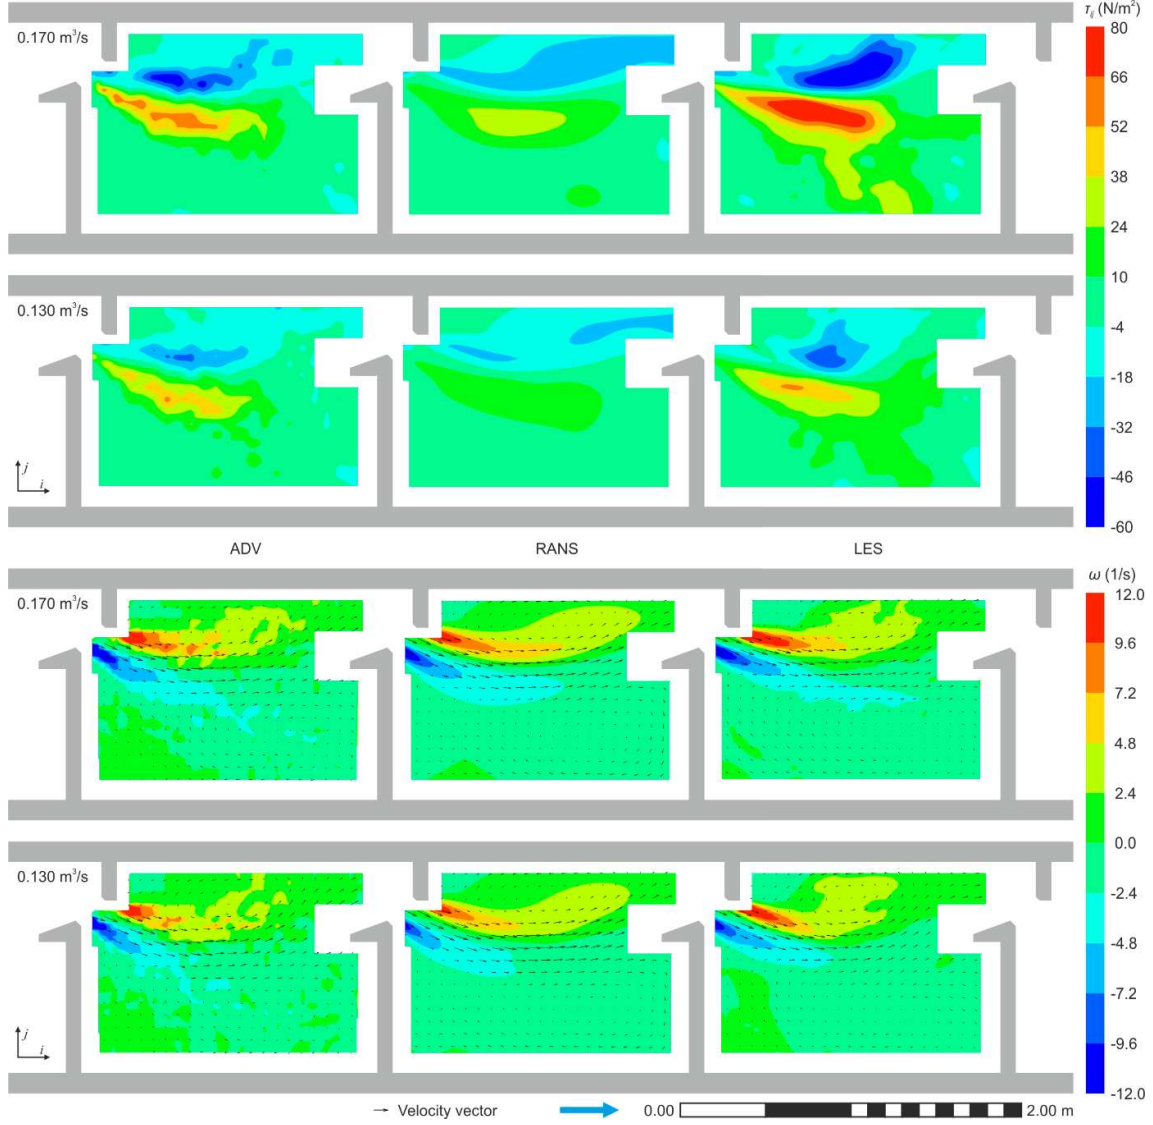 τij (N/m²)
0.170 m³/s
80
66
52
38
24
10
-4
-18
-32
-46
-60
0.130 m³/s
j
i
ADV RANS LES
ω (1/s)
0.170 m³/s
12.0
9.6
7.2
4.8
2.4
0.0
-2.4
-4.8
-7.2
-9.6
-12.0
0.130 m³/s
j
i
Velocity vector 0.00 2.00 m